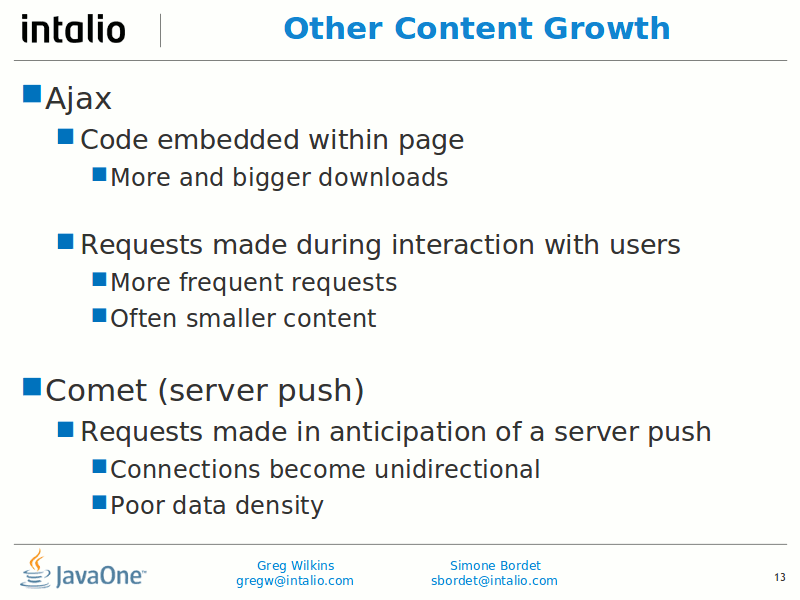 intalio
Other Content Growth
Ajax
Code embedded within page
More and bigger downloads
Requests made during interaction with users
More frequent requests
Often smaller content
Comet (server push)
Requests made in anticipation of a server push
Connections become unidirectional
Poor data density
JavaOne™
Greg Wilkins
gregw@intalio.com
Simone Bordet
sbordet@intalio.com
13